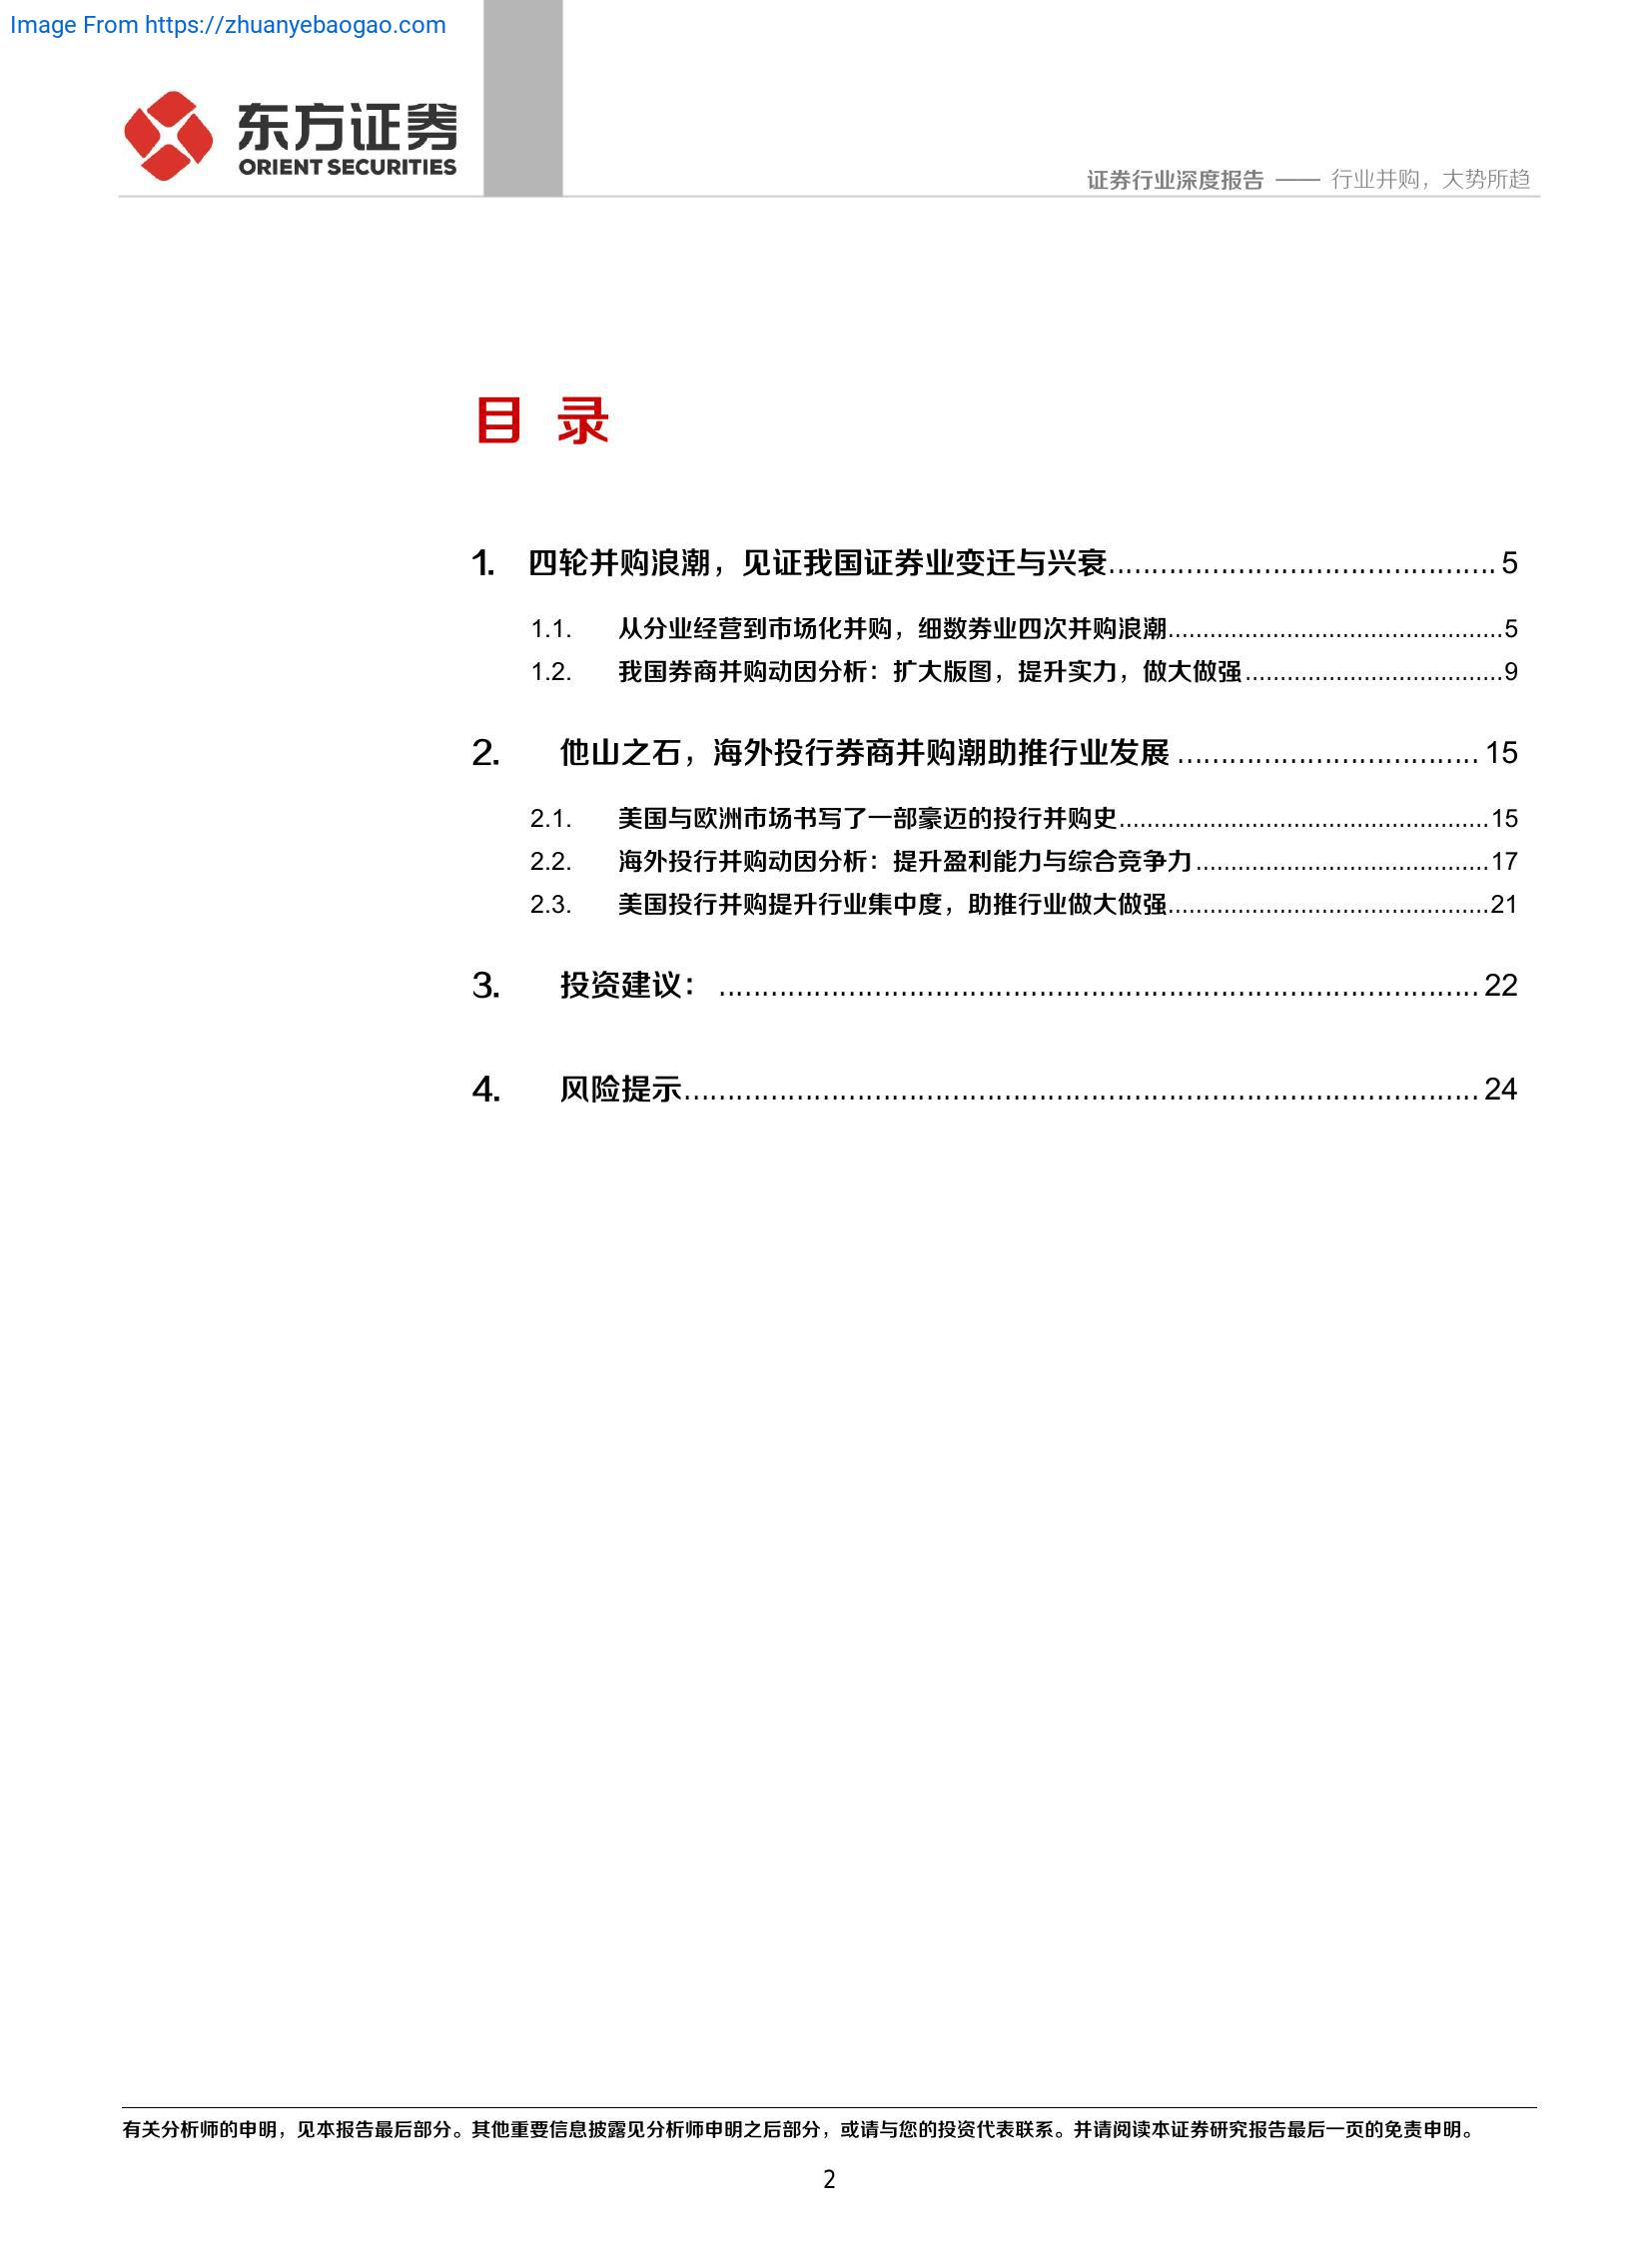 Image From https://zhuanyebaogao.com
东方证券
ORIENT SECURITIES
证券行业深度报告 —— 行业并购，大势所趋
目 录
1. 四轮并购浪潮，见证我国证券业变迁与兴衰............................................. 5
1.1. 从分业经营到市场化并购，细数券业四次并购浪潮................................................5
1.2. 我国券商并购动因分析：扩大版图，提升实力，做大做强.....................................9
2. 他山之石，海外投行券商并购潮助推行业发展 ................................... 15
2.1. 美国与欧洲市场书写了一部豪迈的投行并购史.....................................................15
2.2. 海外投行并购动因分析：提升盈利能力与综合竞争力..........................................17
2.3. 美国投行并购提升行业集中度，助推行业做大做强..............................................21
3. 投资建议： ........................................................................................ 22
4. 风险提示............................................................................................ 24
有关分析师的申明，见本报告最后部分。其他重要信息披露见分析师申明之后部分，或请与您的投资代表联系。并请阅读本证券研究报告最后一页的免责申明。
2